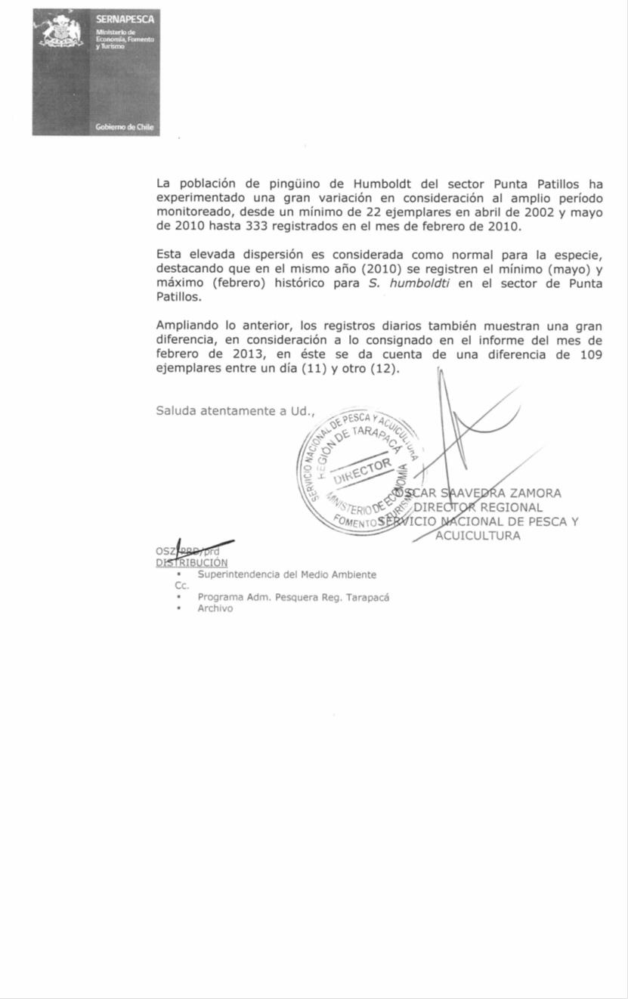 SERNAPESCA
Ministerio de
Economía, Fomento
y Turismo
Gobierno de Chile
La población de pingüino de Humboldt del sector Punta Patillos ha
experimentado una gran variación en consideración al amplio período
monitoreado, desde un mínimo de 22 ejemplares en abril de 2002 y mayo
de 2010 hasta 333 registrados en el mes de febrero de 2010.
Esta elevada dispersión es considerada como normal para la especie,
destacando que en el mismo año (2010) se registren el mínimo (mayo) y
máximo (febrero) histórico para S. humboldti en el sector de Punta
Patillos.
Ampliando lo anterior, los registros diarios también muestran una gran
diferencia, en consideración a lo consignado en el informe del mes de
febrero de 2013, en éste se da cuenta de una diferencia de 109
ejemplares entre un día (11) y otro (12).
Saluda atentamente a Ud.,
SERVICIO NACIONAL DE PESCA Y ACUICULTURA
REGIÓN DE TARAPACÁ
DIRECTOR
MINISTERIO DE ECONOMÍA
FOMENTO Y TURISMO
OSCAR SAAVEDRA ZAMORA
DIRECTOR REGIONAL
SERVICIO NACIONAL DE PESCA Y
ACUICULTURA
OSZ/PRD/prd
DISTRIBUCIÓN
▪ Superintendencia del Medio Ambiente
Cc.
▪ Programa Adm. Pesquera Reg. Tarapacá
▪ Archivo